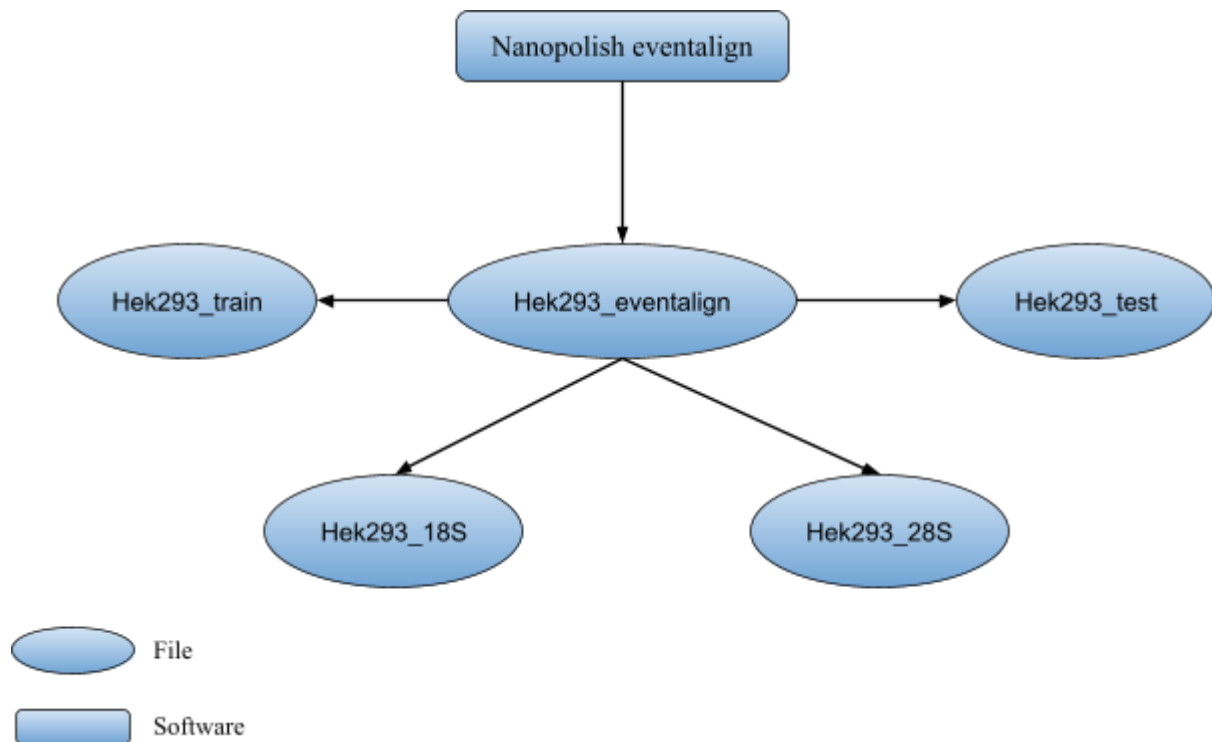 Nanopolish eventalign
Hek293_train
Hek293_eventalign
Hek293_test
Hek293_18S
Hek293_28S
File
Software